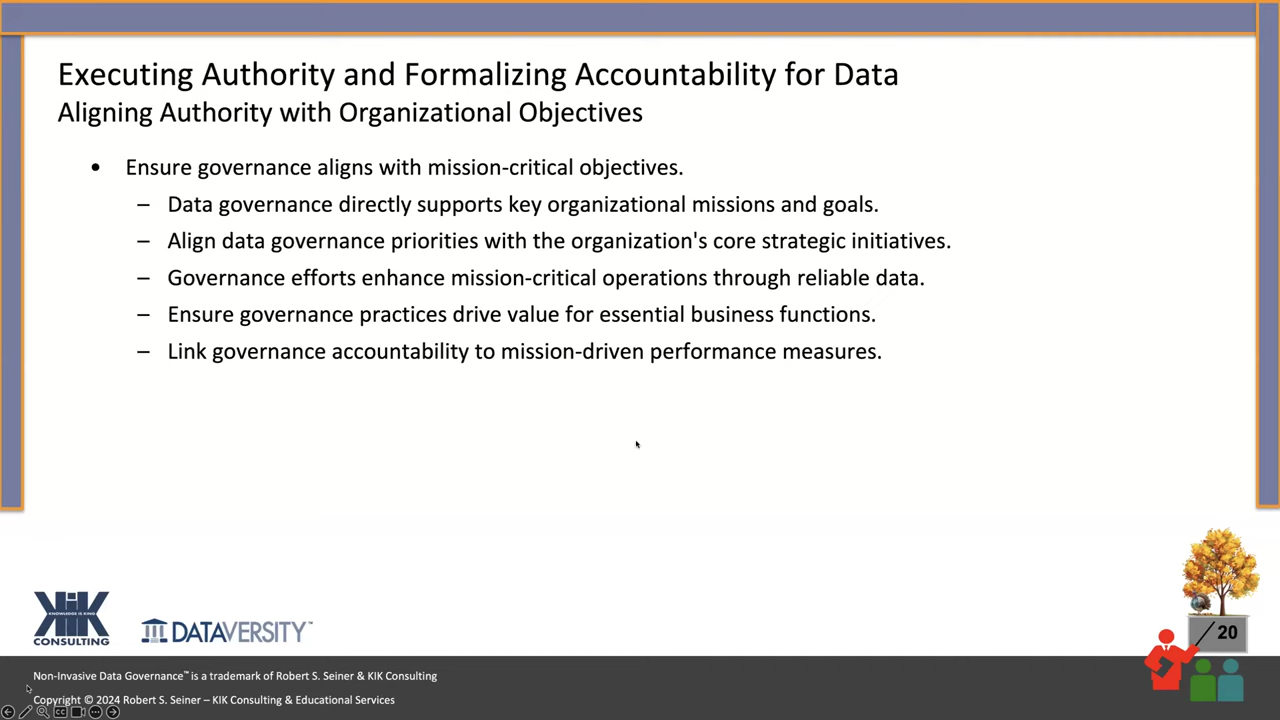 Executing Authority and Formalizing Accountability for Data
Aligning Authority with Organizational Objectives
• Ensure governance aligns with mission-critical objectives.
– Data governance directly supports key organizational missions and goals.
– Align data governance priorities with the organization's core strategic initiatives.
– Governance efforts enhance mission-critical operations through reliable data.
– Ensure governance practices drive value for essential business functions.
– Link governance accountability to mission-driven performance measures.
KIK
KNOWLEDGE IS KING
CONSULTING
DATAVERSITY™
20
Non-Invasive Data Governance™ is a trademark of Robert S. Seiner & KIK Consulting
Copyright © 2024 Robert S. Seiner – KIK Consulting & Educational Services